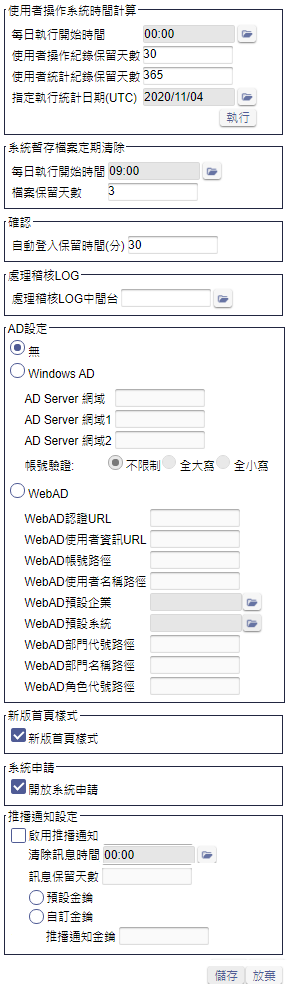 使用者操作系統時間計算
每日執行開始時間 00:00
使用者操作紀錄保留天數 30
使用者統計紀錄保留天數 365
指定執行統計日期(UTC) 2020/11/04
執行
系統暫存檔案定期清除
每日執行開始時間 09:00
檔案保留天數 3
確認
自動登入保留時間(分) 30
處理稽核LOG
處理稽核LOG中間台
AD設定
無
Windows AD
AD Server 網域
AD Server 網域1
AD Server 網域2
帳號驗證: 不限制 全大寫 全小寫
WebAD
WebAD認證URL
WebAD使用者資訊URL
WebAD帳號路徑
WebAD使用者名稱路徑
WebAD預設企業
WebAD預設系統
WebAD部門代號路徑
WebAD部門名稱路徑
WebAD角色代號路徑
新版首頁樣式
新版首頁樣式
系統申請
開放系統申請
推播通知設定
啟用推播通知
清除訊息時間 00:00
訊息保留天數
預設金鑰
自訂金鑰
推播通知金鑰
儲存 放棄